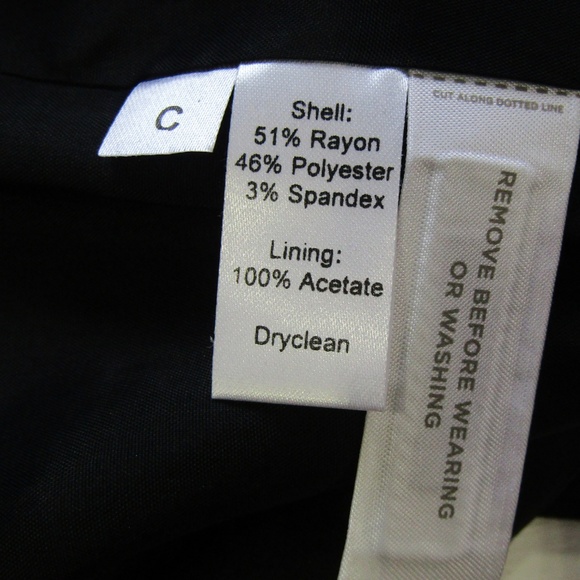 C
Shell:
51% Rayon
46% Polyester
3% Spandex
Lining:
100% Acetate
Dryclean
CUT ALONG DOTTED LINE
REMOVE BEFORE WEARING
OR WASHING